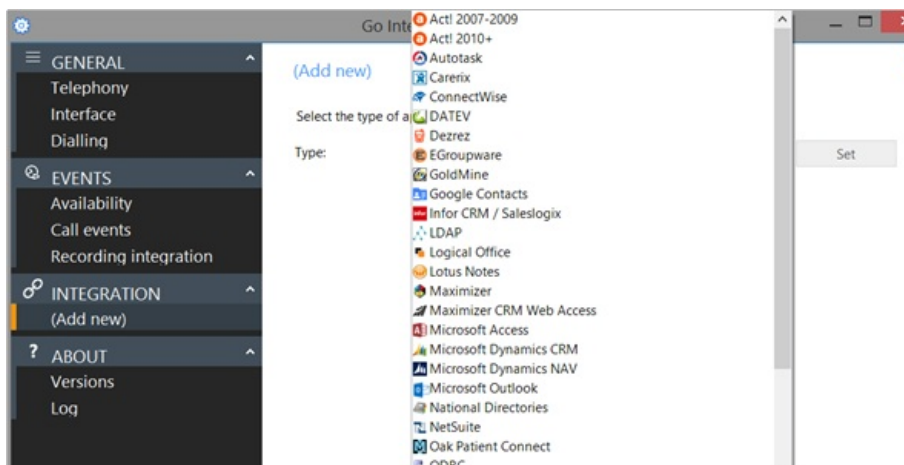 Go Inte
GENERAL
Telephony
Interface
Dialling
EVENTS
Availability
Call events
Recording integration
INTEGRATION
(Add new)
? ABOUT
Versions
Log
(Add new)
Select the type of a
Type:
Act! 2007-2009
Act! 2010+
Autotask
Carerix
ConnectWise
DATEV
Dezrez
EGroupware
GoldMine
Google Contacts
Infor CRM / Saleslogix
LDAP
Logical Office
Lotus Notes
Maximizer
Maximizer CRM Web Access
Microsoft Access
Microsoft Dynamics CRM
Microsoft Dynamics NAV
Microsoft Outlook
National Directories
NetSuite
Oak Patient Connect
ODBC
Set